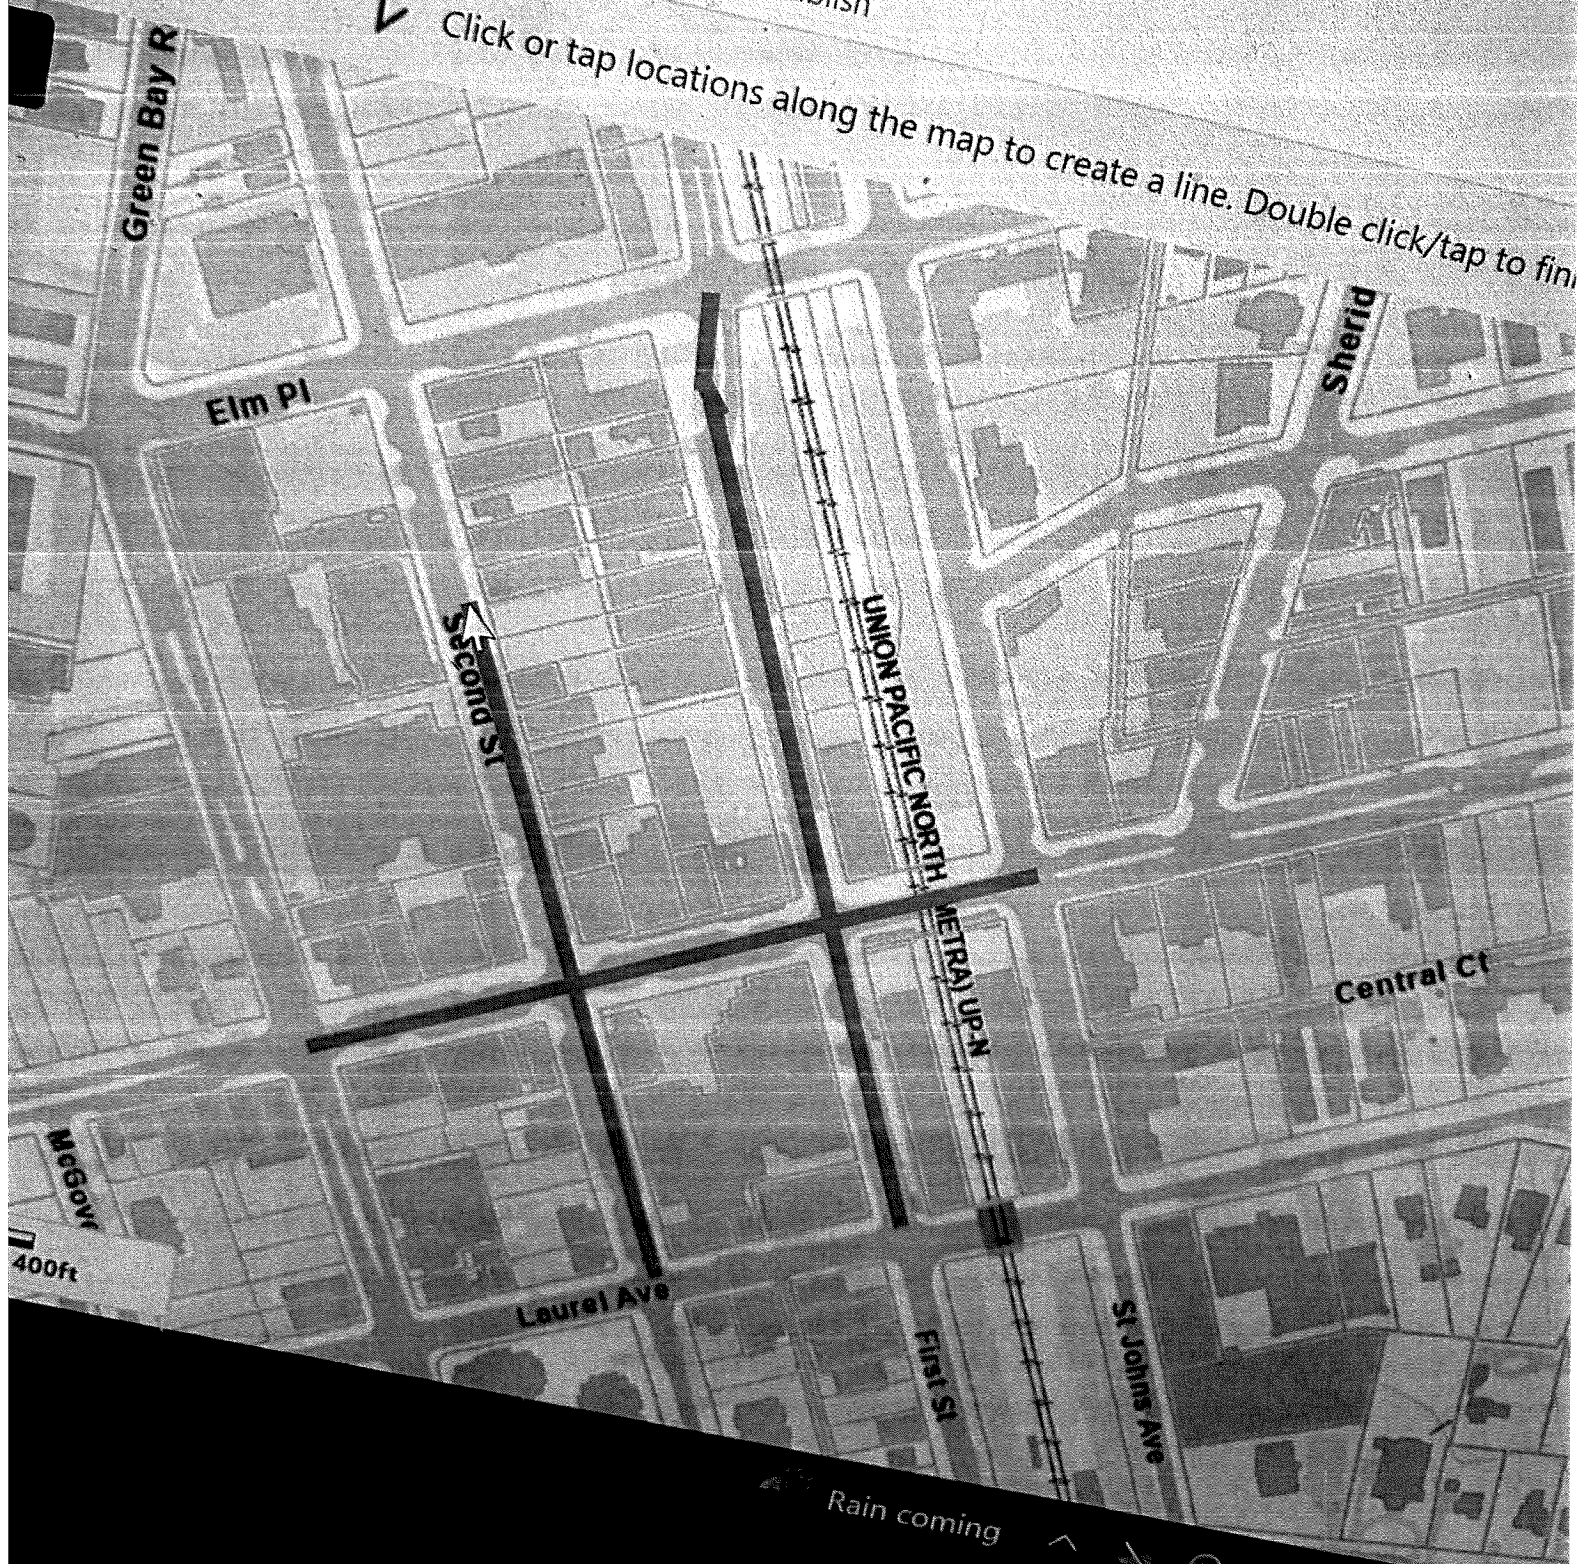 Click or tap locations along the map to create a line. Double click/tap to
Green Bay R
Elm Pl
Sherid
Second St
UNION PACIFIC NORTH (METRA) UP-N
Central Ct
McGov
400ft
Laurel Ave
First St
St Johns Ave
Rain coming